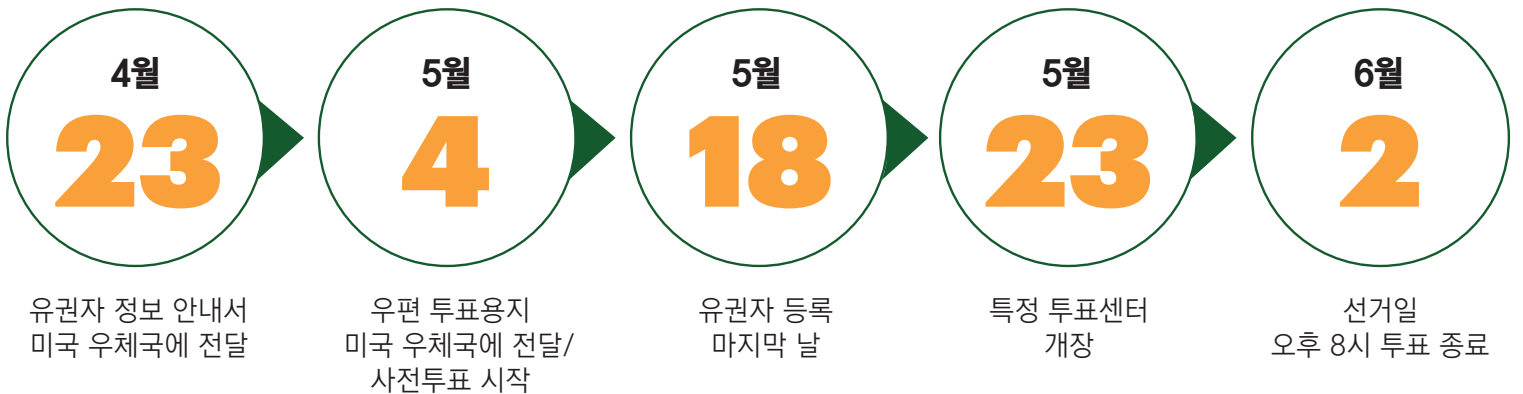 4월
23
유권자 정보 안내서
미국 우체국에 전달
5월
4
우편 투표용지
미국 우체국에 전달/
사전투표 시작
5월
18
유권자 등록
마지막 날
5월
23
특정 투표센터
개장
6월
2
선거일
오후 8시 투표 종료